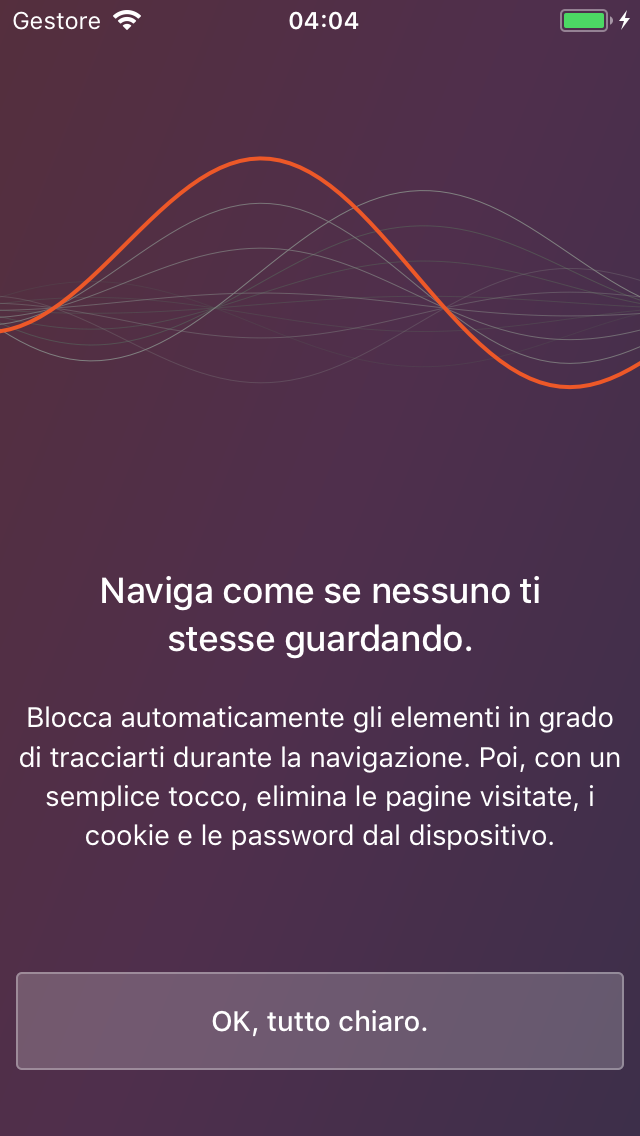 Gestore 04:04
Naviga come se nessuno ti
stesse guardando.
Blocca automaticamente gli elementi in grado
di tracciarti durante la navigazione. Poi, con un
semplice tocco, elimina le pagine visitate, i
cookie e le password dal dispositivo.
OK, tutto chiaro.